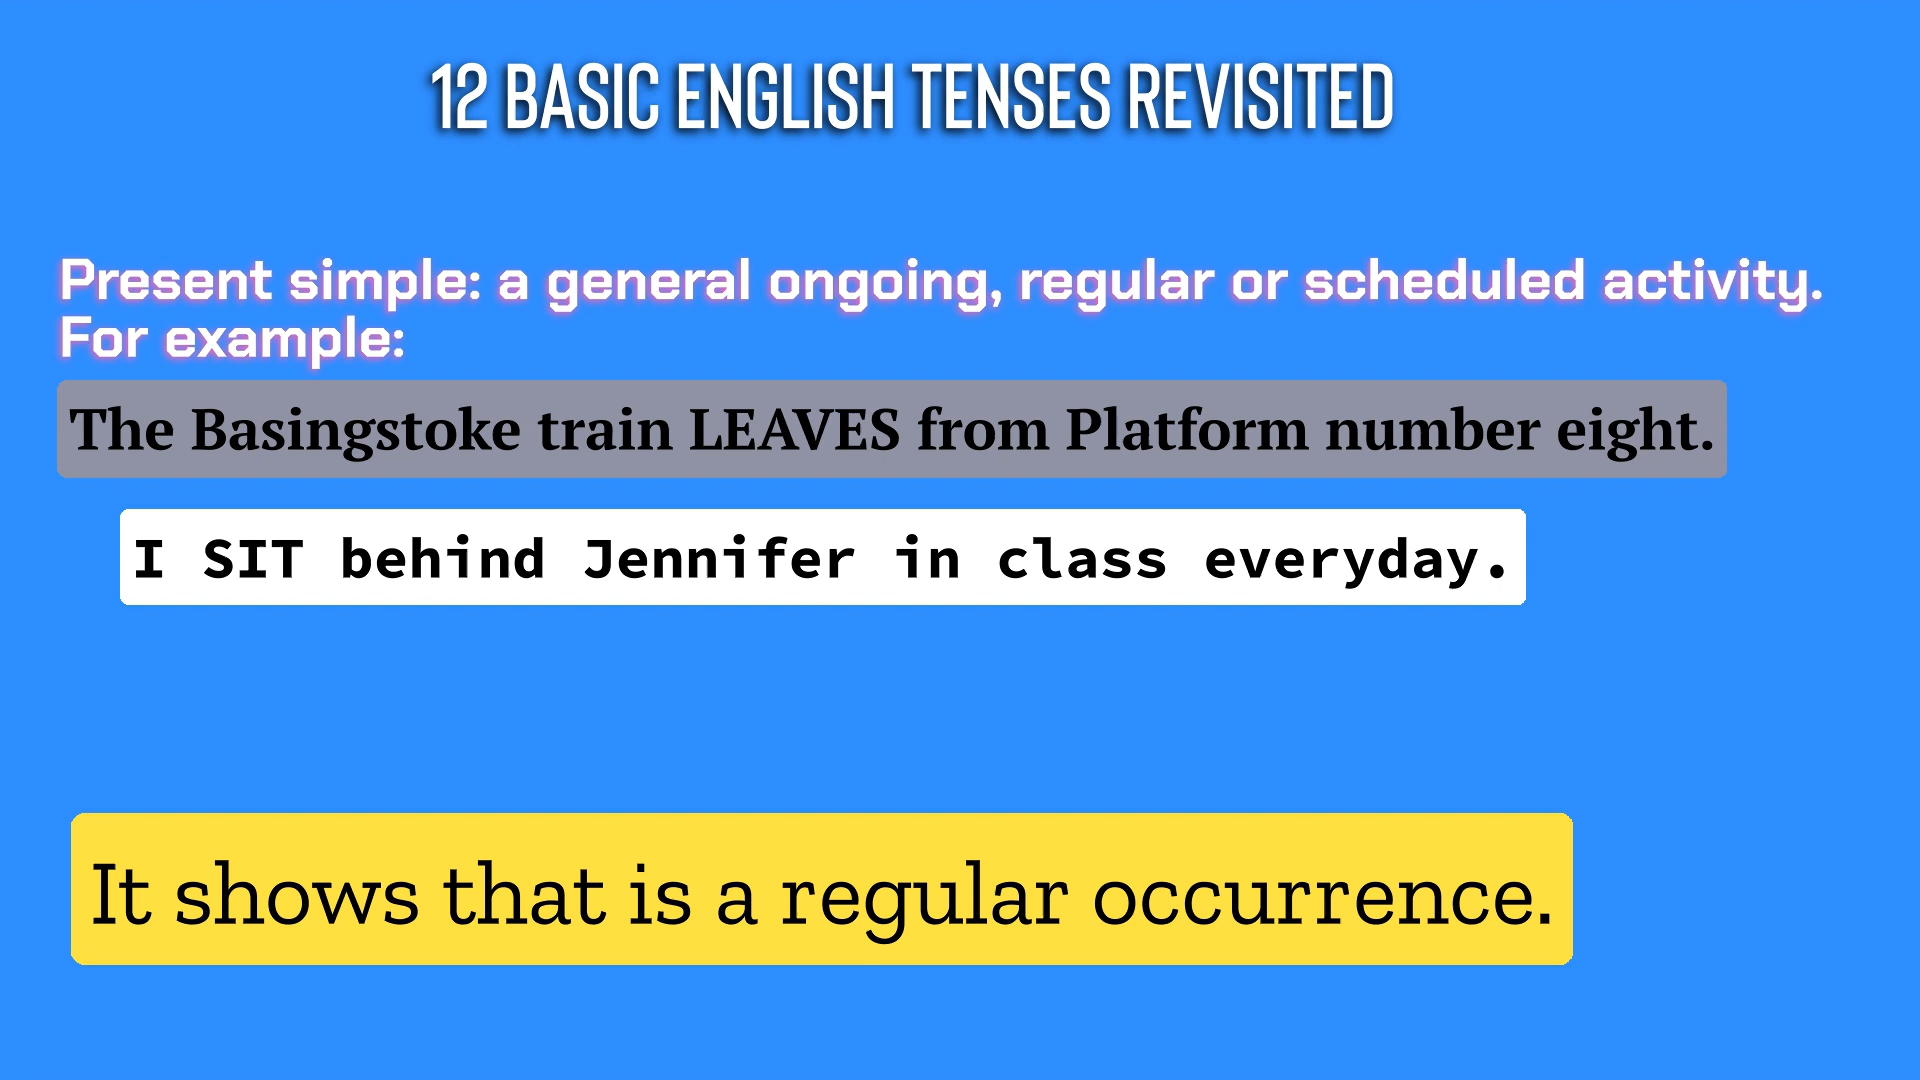 12 BASIC ENGLISH TENSES REVISITED
Present simple: a general ongoing, regular or scheduled activity.
For example:
The Basingstoke train LEAVES from Platform number eight.
I SIT behind Jennifer in class everyday.
It shows that is a regular occurrence.